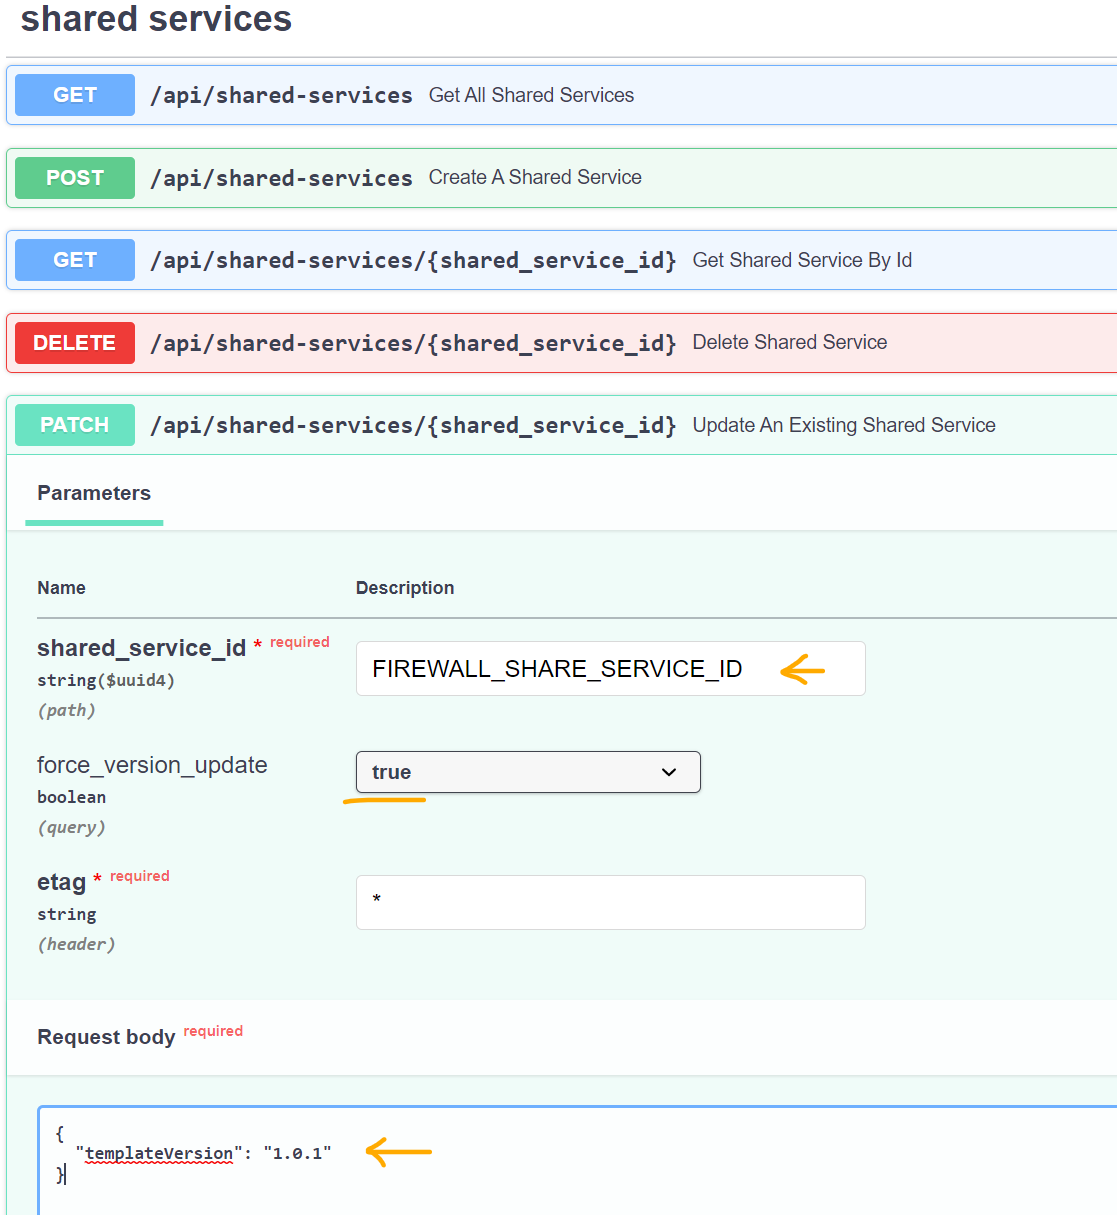 shared services
GET /api/shared-services Get All Shared Services
POST /api/shared-services Create A Shared Service
GET /api/shared-services/{shared_service_id} Get Shared Service By Id
DELETE /api/shared-services/{shared_service_id} Delete Shared Service
PATCH /api/shared-services/{shared_service_id} Update An Existing Shared Service
Parameters
Name Description
shared_service_id * required
string($uuid4)
(path)
FIREWALL_SHARE_SERVICE_ID
force_version_update
boolean
(query)
true
etag * required
string
(header)
*
Request body required
{
"templateVersion": "1.0.1"
}